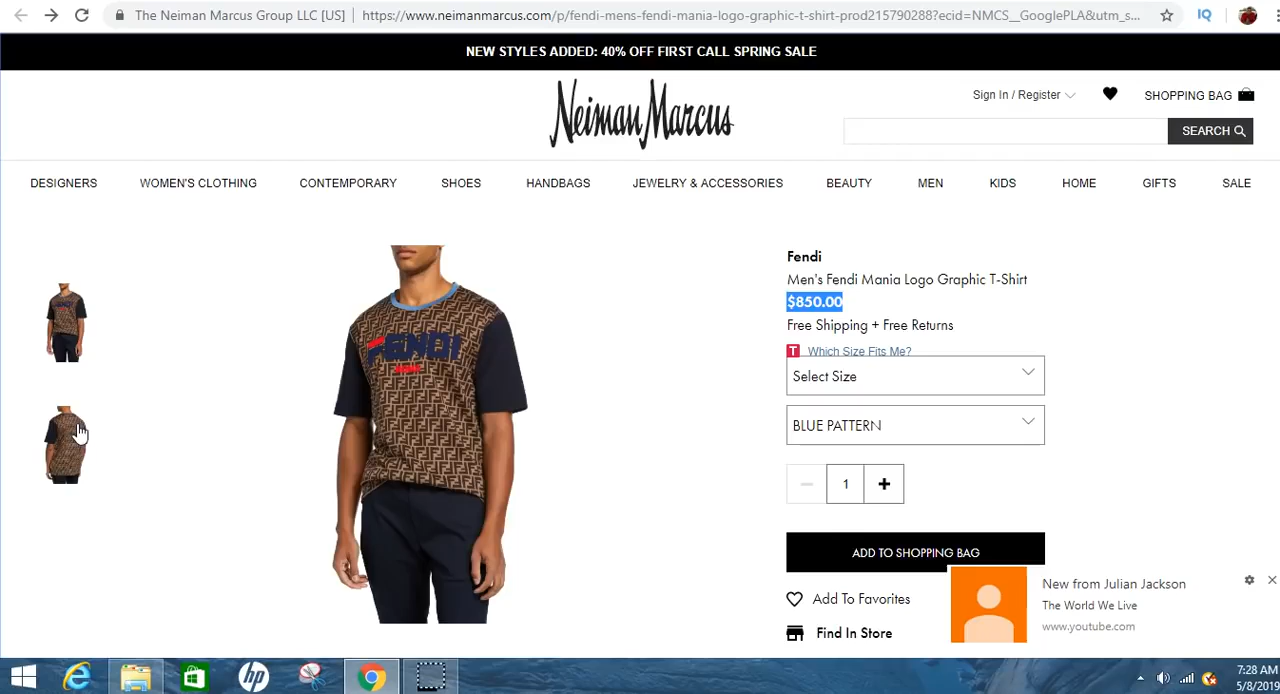 The Neiman Marcus Group LLC [US]
https://www.neimanmarcus.com/p/fendi-mens-fendi-mania-logo-graphic-t-shirt-prod215790288?ecid=NMCS__GooglePLA&utm_s...
NEW STYLES ADDED: 40% OFF FIRST CALL SPRING SALE
Neiman Marcus
Sign In / Register
SHOPPING BAG
SEARCH
DESIGNERS WOMEN'S CLOTHING CONTEMPORARY SHOES HANDBAGS JEWELRY & ACCESSORIES BEAUTY MEN KIDS HOME GIFTS SALE
FENDI
Fendi
Men's Fendi Mania Logo Graphic T-Shirt
$850.00
Free Shipping + Free Returns
T Which Size Fits Me?
Select Size
BLUE PATTERN
1
ADD TO SHOPPING BAG
Add To Favorites
Find In Store
New from Julian Jackson
The World We Live
www.youtube.com
7:28 AM
5/8/2019